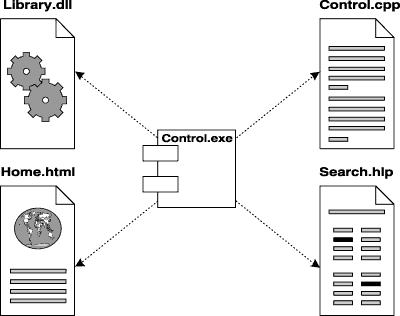 Library.dll
Control.cpp
Control.exe
Home.html
Search.hlp